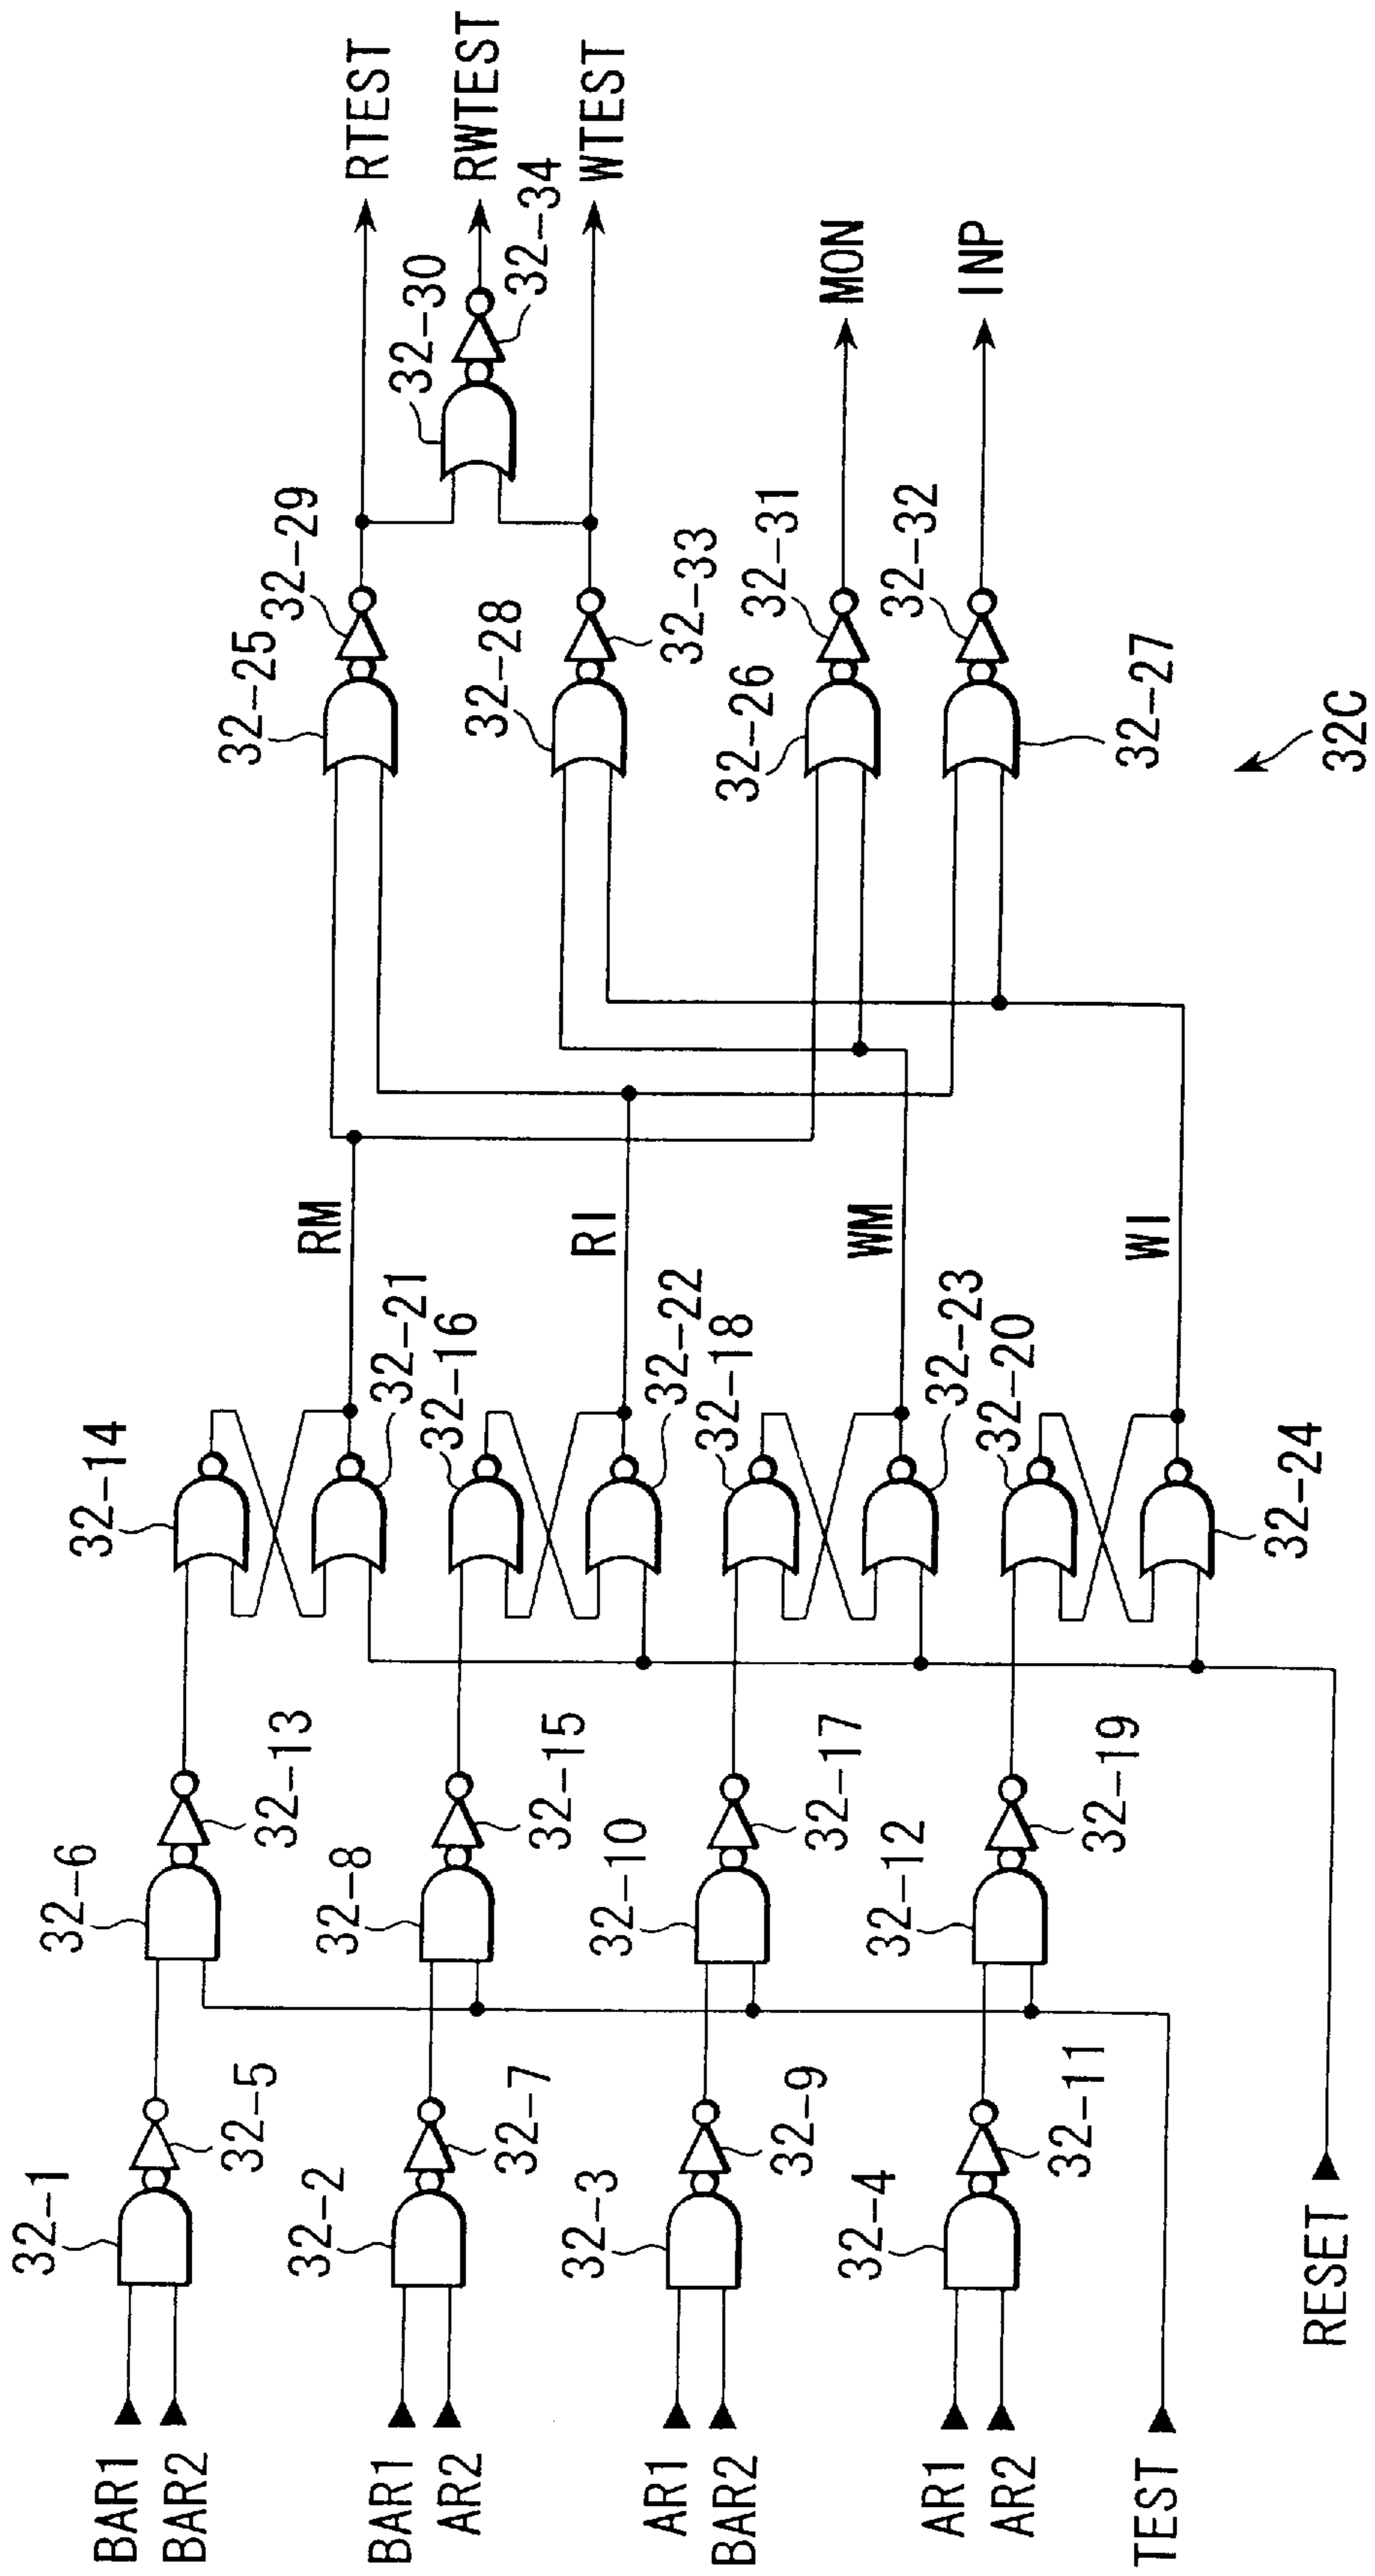 BAR1
BAR2
BAR1
AR2
AR1
BAR2
AR1
AR2
TEST
RESET
32-1
32-2
32-3
32-4
32-5
32-7
32-9
32-11
32-6
32-8
32-10
32-12
32-13
32-15
32-17
32-19
32-14
32-21
32-16
32-22
32-18
32-23
32-20
32-24
RM
RI
WM
WI
32-25
32-29
32-28
32-33
32-26
32-31
32-27
32-32
32-30
32-34
RTEST
RWTEST
WTEST
MON
INP
32C